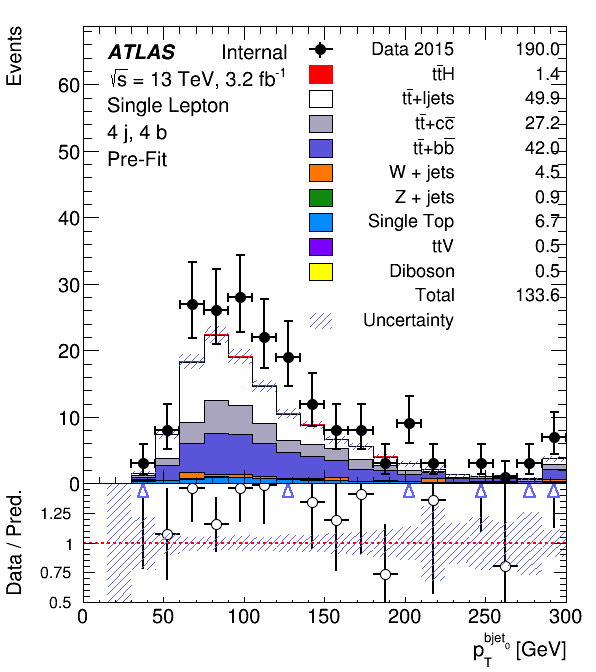 Events
ATLAS Internal
√s = 13 TeV, 3.2 fb⁻¹
Single Lepton
4 j, 4 b
Pre-Fit
Data 2015 190.0
tt̄H 1.4
tt̄+ljets 49.9
tt̄+cc̄ 27.2
tt̄+bb̄ 42.0
W + jets 4.5
Z + jets 0.9
Single Top 6.7
ttV 0.5
Diboson 0.5
Total 133.6
Uncertainty
60
50
40
30
20
10
0
Data / Pred.
1.25
1
0.75
0.5
0 50 100 150 200 250 300
p_T^bjet₀ [GeV]